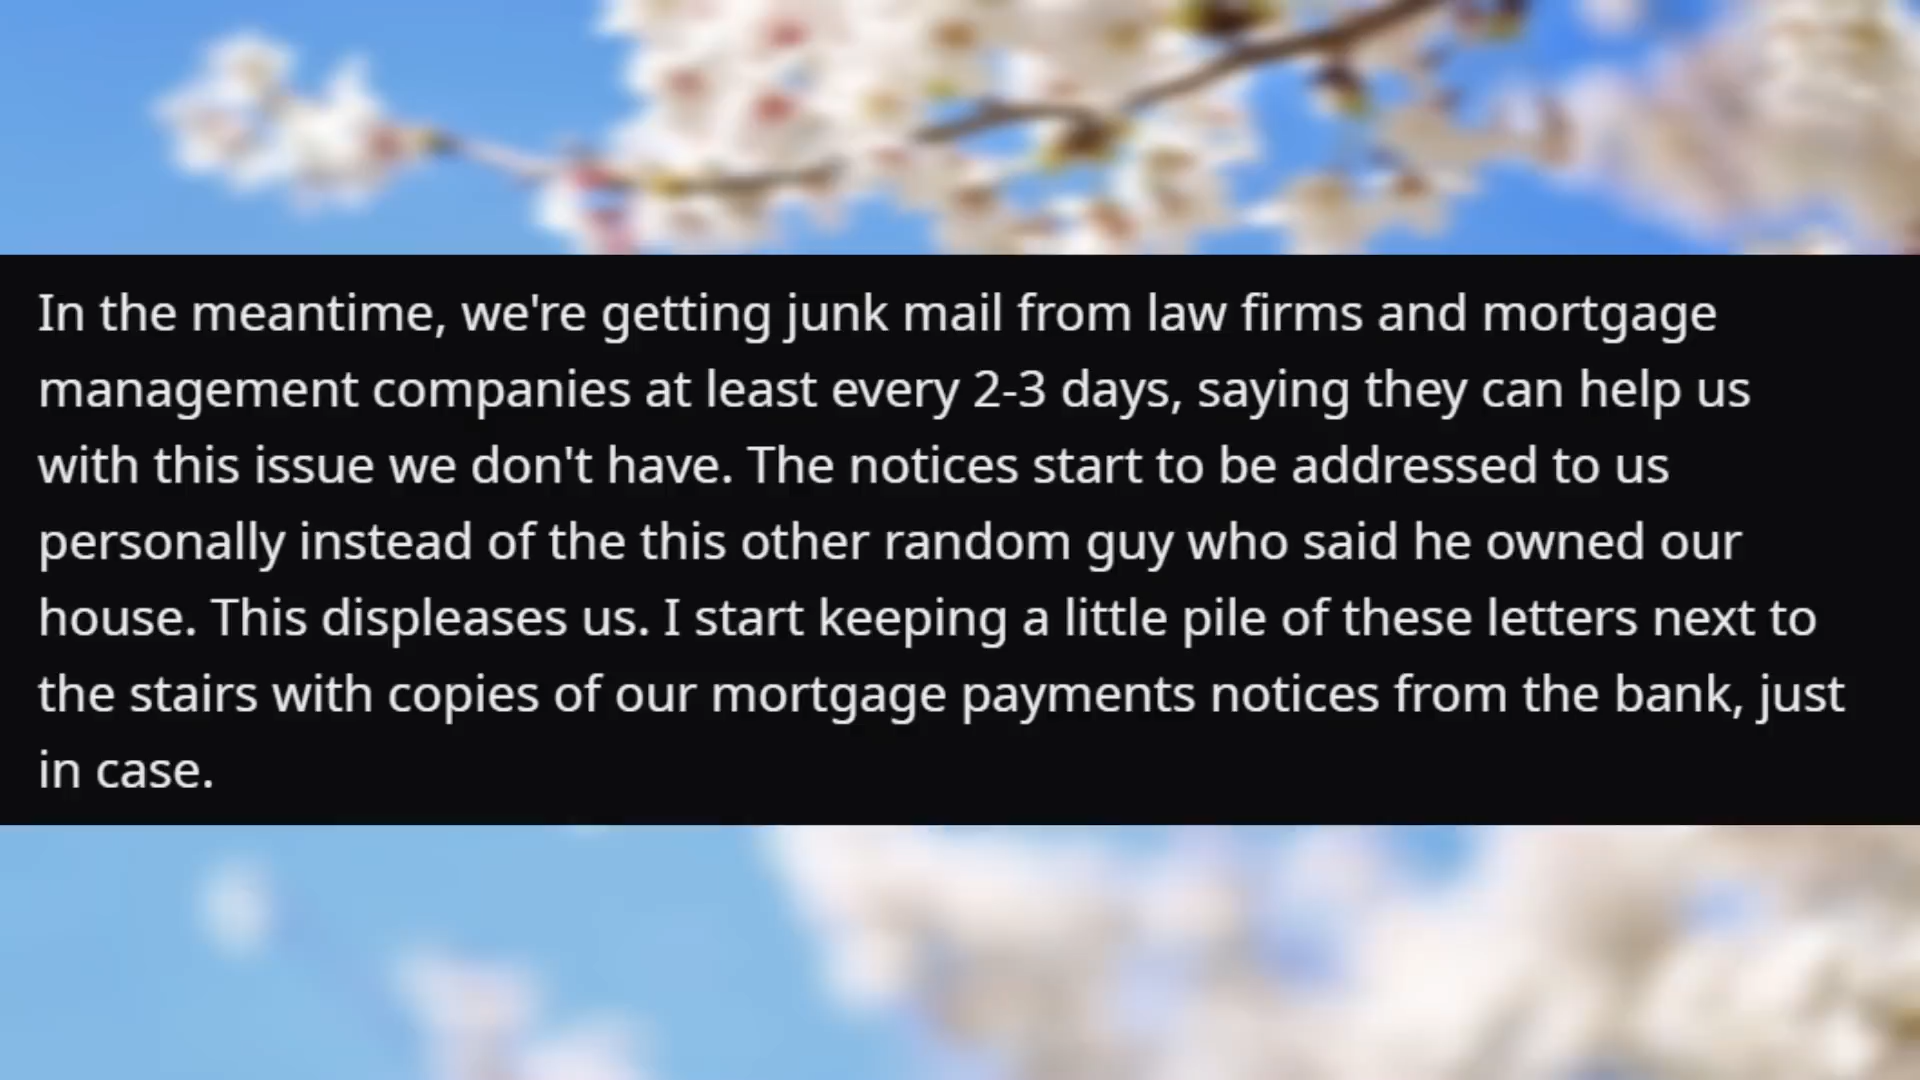 In the meantime, we're getting junk mail from law firms and mortgage
management companies at least every 2-3 days, saying they can help us
with this issue we don't have. The notices start to be addressed to us
personally instead of the this other random guy who said he owned our
house. This displeases us. I start keeping a little pile of these letters next to
the stairs with copies of our mortgage payments notices from the bank, just
in case.